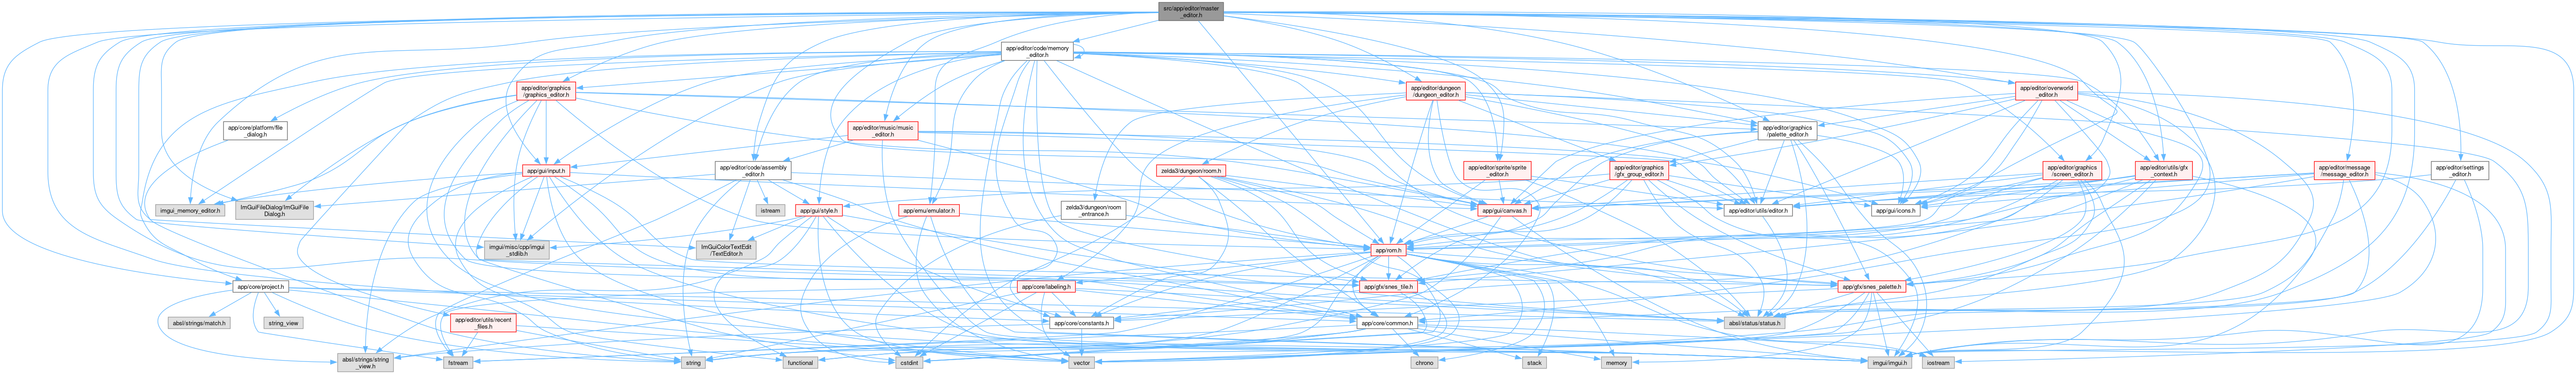 src/app/editor/master
_editor.h
app/editor/code/memory
_editor.h
app/editor/graphics
/graphics_editor.h
app/editor/dungeon
/dungeon_editor.h
app/editor/overworld
_editor.h
app/core/platform/file
_dialog.h
app/editor/music/music
_editor.h
app/editor/graphics
/palette_editor.h
app/gui/input.h
app/editor/code/assembly
_editor.h
zelda3/dungeon/room.h
app/editor/sprite/sprite
_editor.h
app/editor/graphics
/gfx_group_editor.h
app/editor/graphics
/screen_editor.h
app/editor/utils/gfx
_context.h
app/editor/message
/message_editor.h
app/editor/settings
_editor.h
imgui_memory_editor.h
ImGuiFileDialog/ImGuiFile
Dialog.h
istream
app/gui/style.h
app/emu/emulator.h
zelda3/dungeon/room
_entrance.h
app/gui/canvas.h
app/editor/utils/editor.h
app/gui/icons.h
imgui/misc/cpp/imgui
_stdlib.h
ImGuiColorTextEdit
/TextEditor.h
app/rom.h
app/core/project.h
app/core/labeling.h
app/gfx/snes_tile.h
app/gfx/snes_palette.h
absl/strings/match.h
string_view
app/editor/utils/recent
_files.h
app/core/constants.h
app/core/common.h
absl/status/status.h
absl/strings/string
_view.h
fstream
string
functional
cstdint
vector
chrono
stack
memory
imgui/imgui.h
iostream